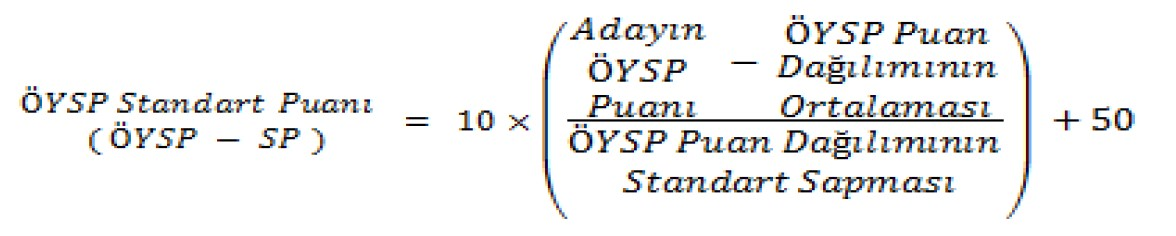 Adayın ÖYSP Puan
ÖYSP − Dağılımının
Puanı Ortalaması
ÖYSP Standart Puanı
( ÖYSP − SP ) = 10 × + 50
ÖYSP Puan Dağılımının
Standart Sapması